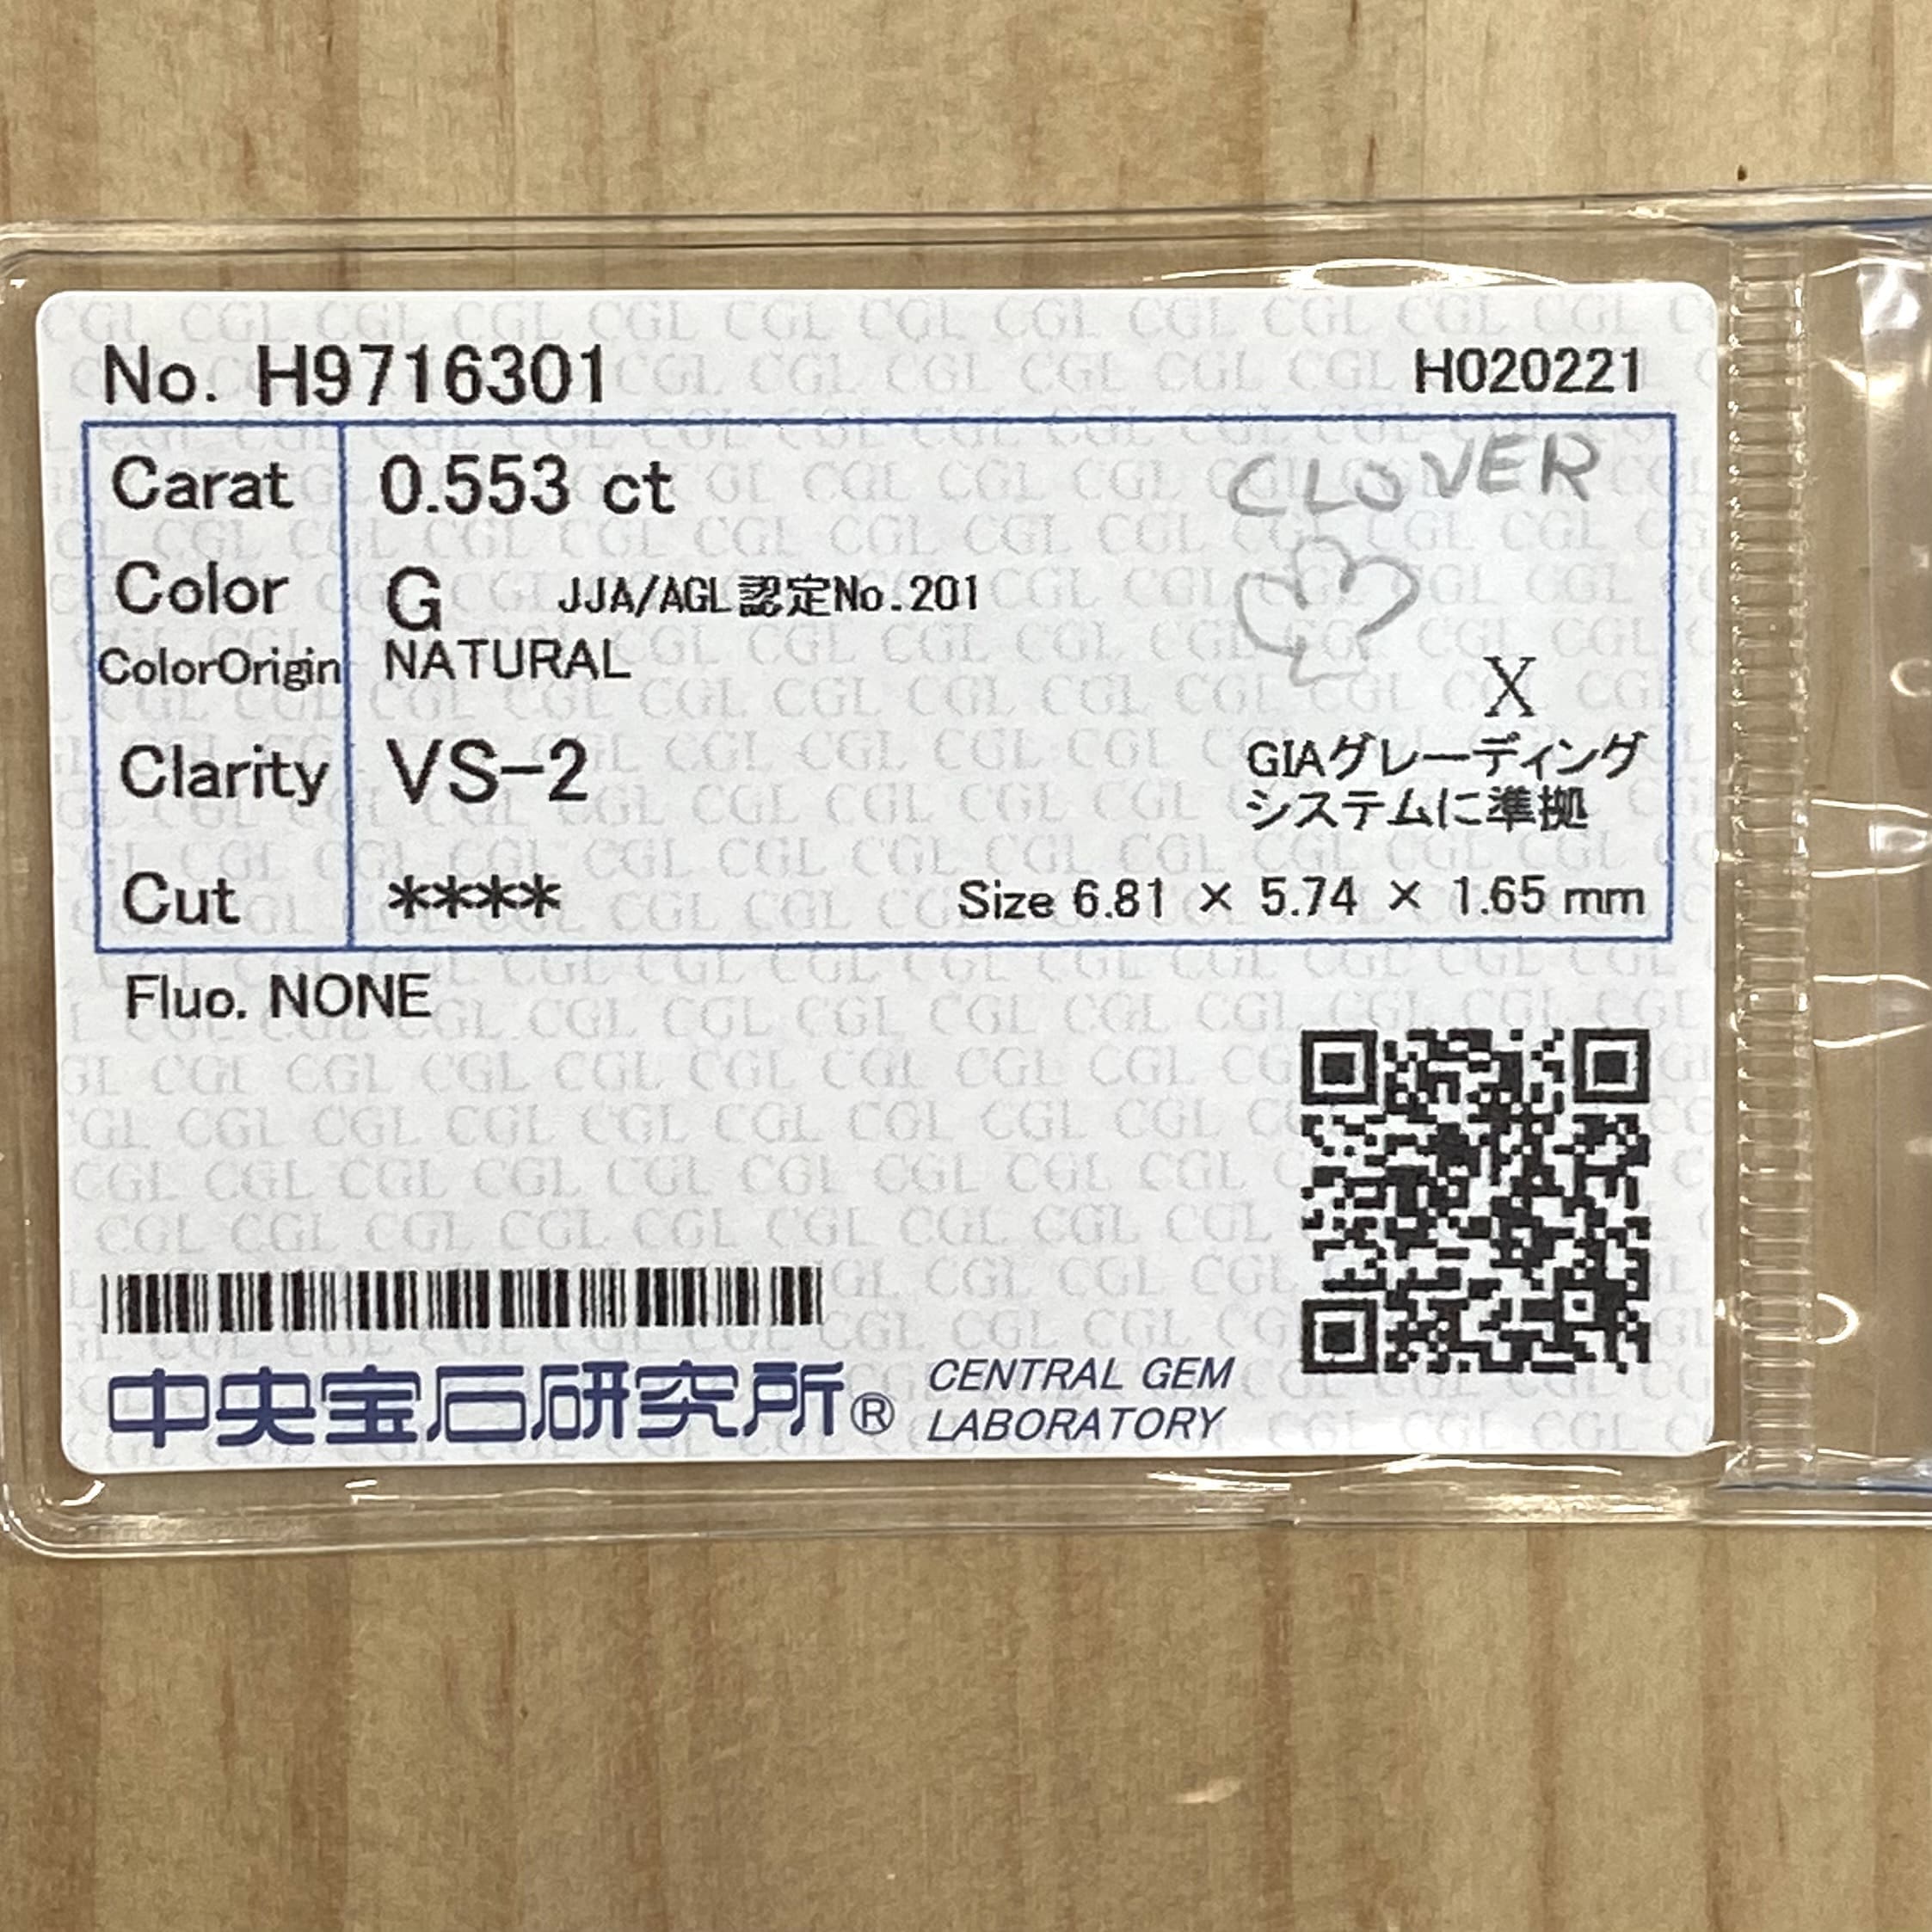 No. H9716301 H020221
Carat 0.553 ct CLOVER
Color G JJA/AGL認定No.201
ColorOrigin NATURAL
X
Clarity VS-2 GIAグレーディング
システムに準拠
Cut **** Size 6.81 × 5.74 × 1.65 mm
Fluo. NONE
中央宝石研究所® CENTRAL GEM
LABORATORY